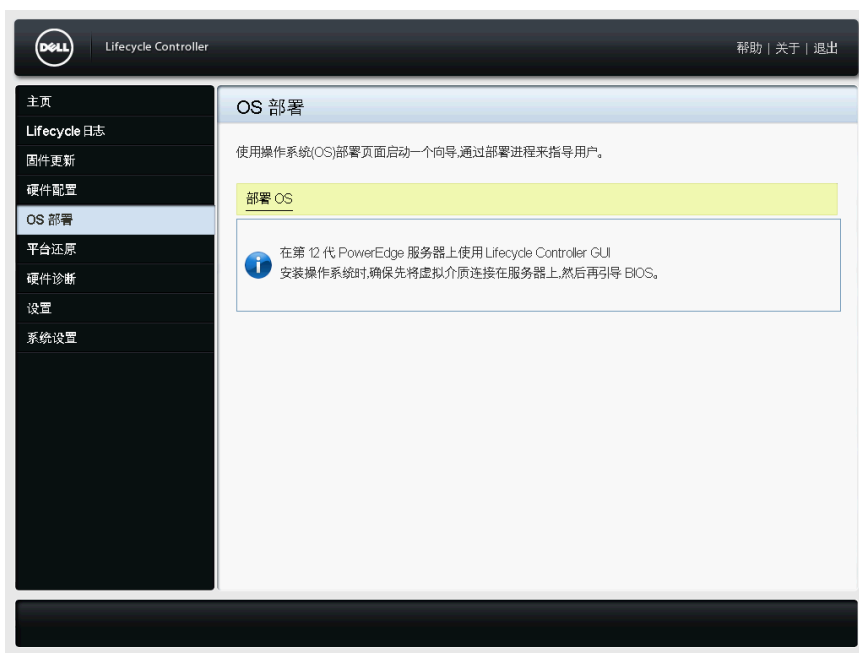 DELL
Lifecycle Controller
帮助 | 关于 | 退出
主页
Lifecycle 日志
固件更新
硬件配置
OS 部署
平台还原
硬件诊断
设置
系统设置
OS 部署
使用操作系统(OS)部署页面启动一个向导,通过部署进程来指导用户。
部署 OS
在第 12 代 PowerEdge 服务器上使用 Lifecycle Controller GUI
安装操作系统时,确保先将虚拟介质连接在服务器上,然后再引导 BIOS。